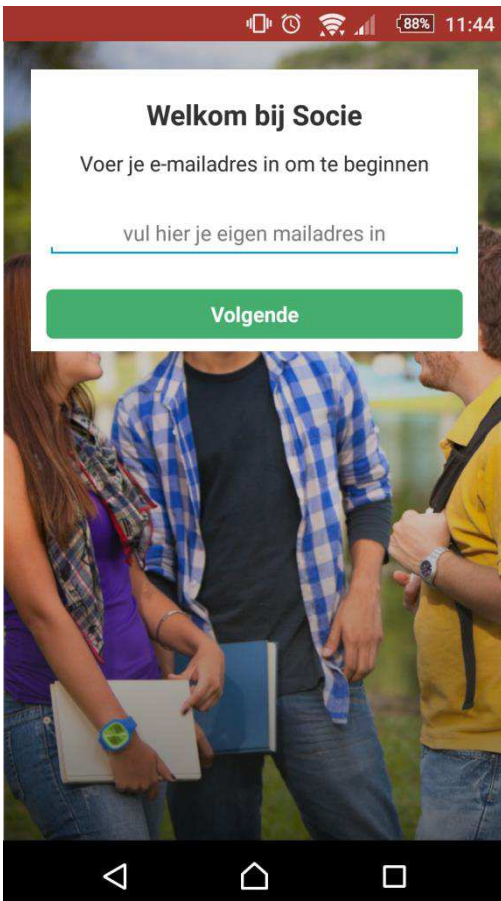 88% 11:44
Welkom bij Socie
Voer je e-mailadres in om te beginnen
vul hier je eigen mailadres in
Volgende